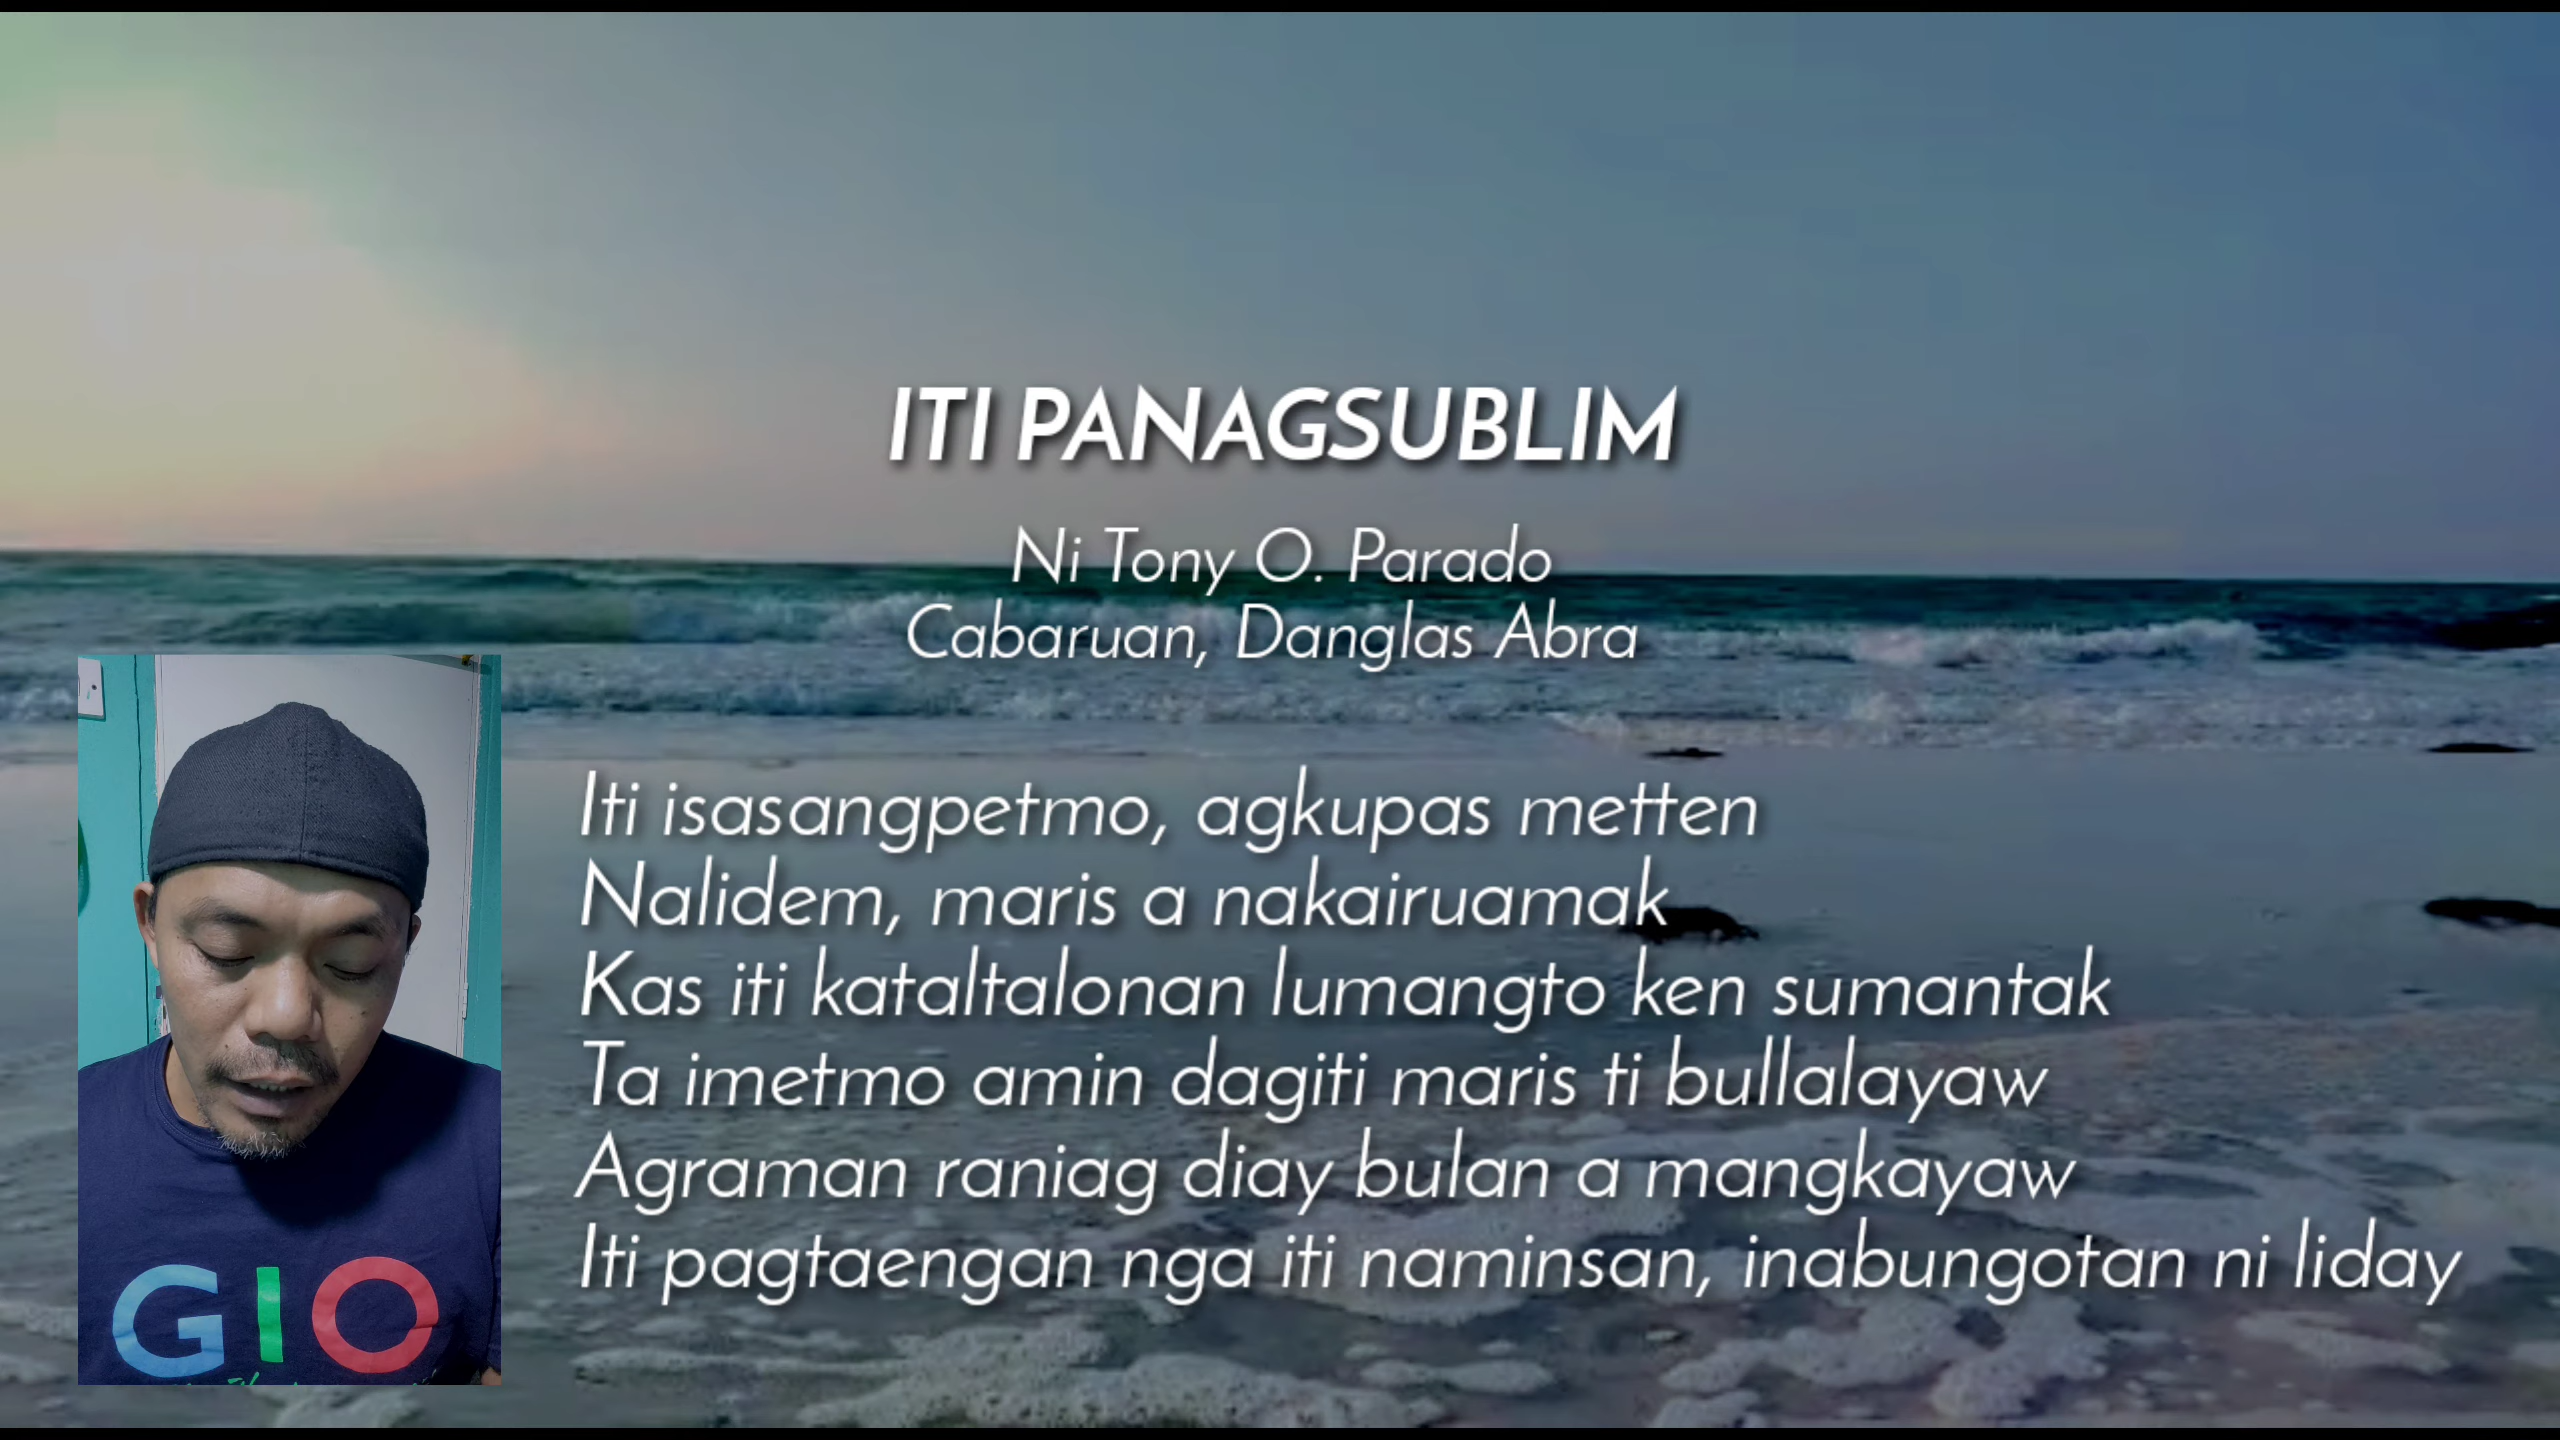 ITI PANAGSUBLIM
Ni Tony O. Parado
Cabaruan, Danglas Abra
Iti isasangpetmo, agkupas metten
Nalidem, maris a nakairuamak
Kas iti kataltalonan lumangto ken sumantak
Ta imetmo amin dagiti maris ti bullalayaw
Agraman raniag diay bulan a mangkayaw
Iti pagtaengan nga iti naminsan, inabungotan ni liday
GIO